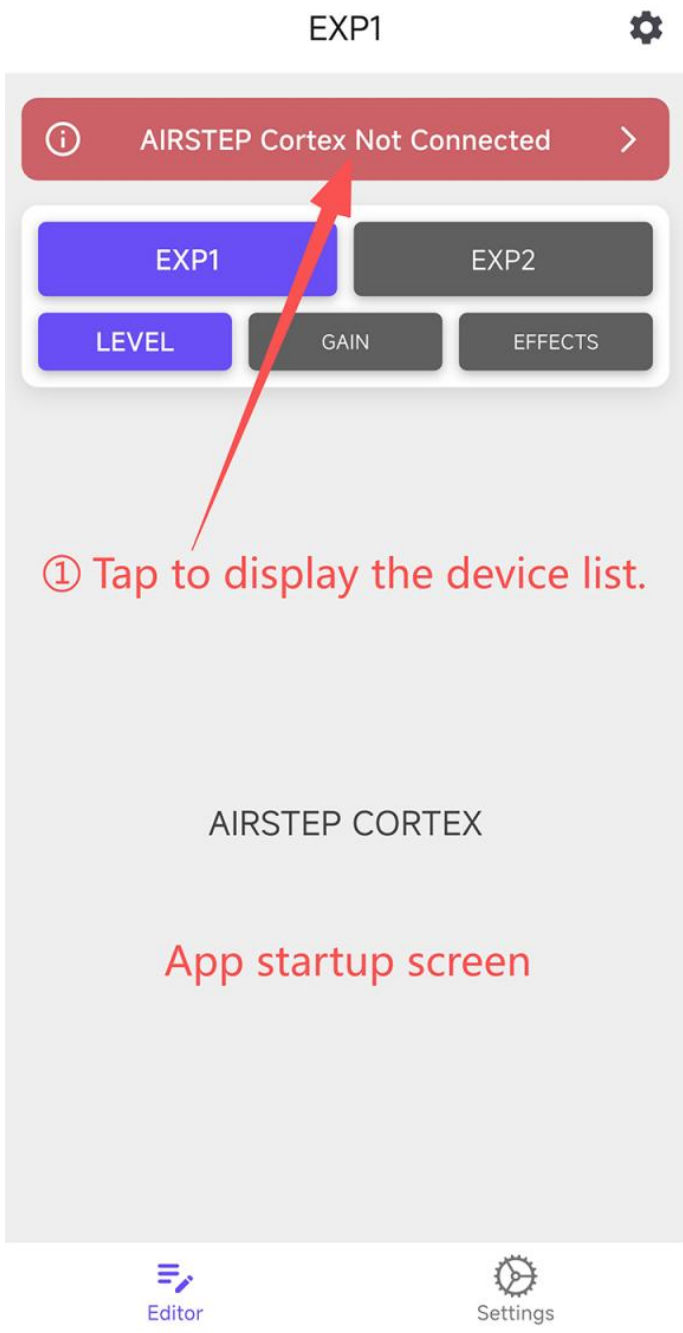 EXP1
AIRSTEP Cortex Not Connected
EXP1
EXP2
LEVEL
GAIN
EFFECTS
① Tap to display the device list.
AIRSTEP CORTEX
App startup screen
Editor
Settings